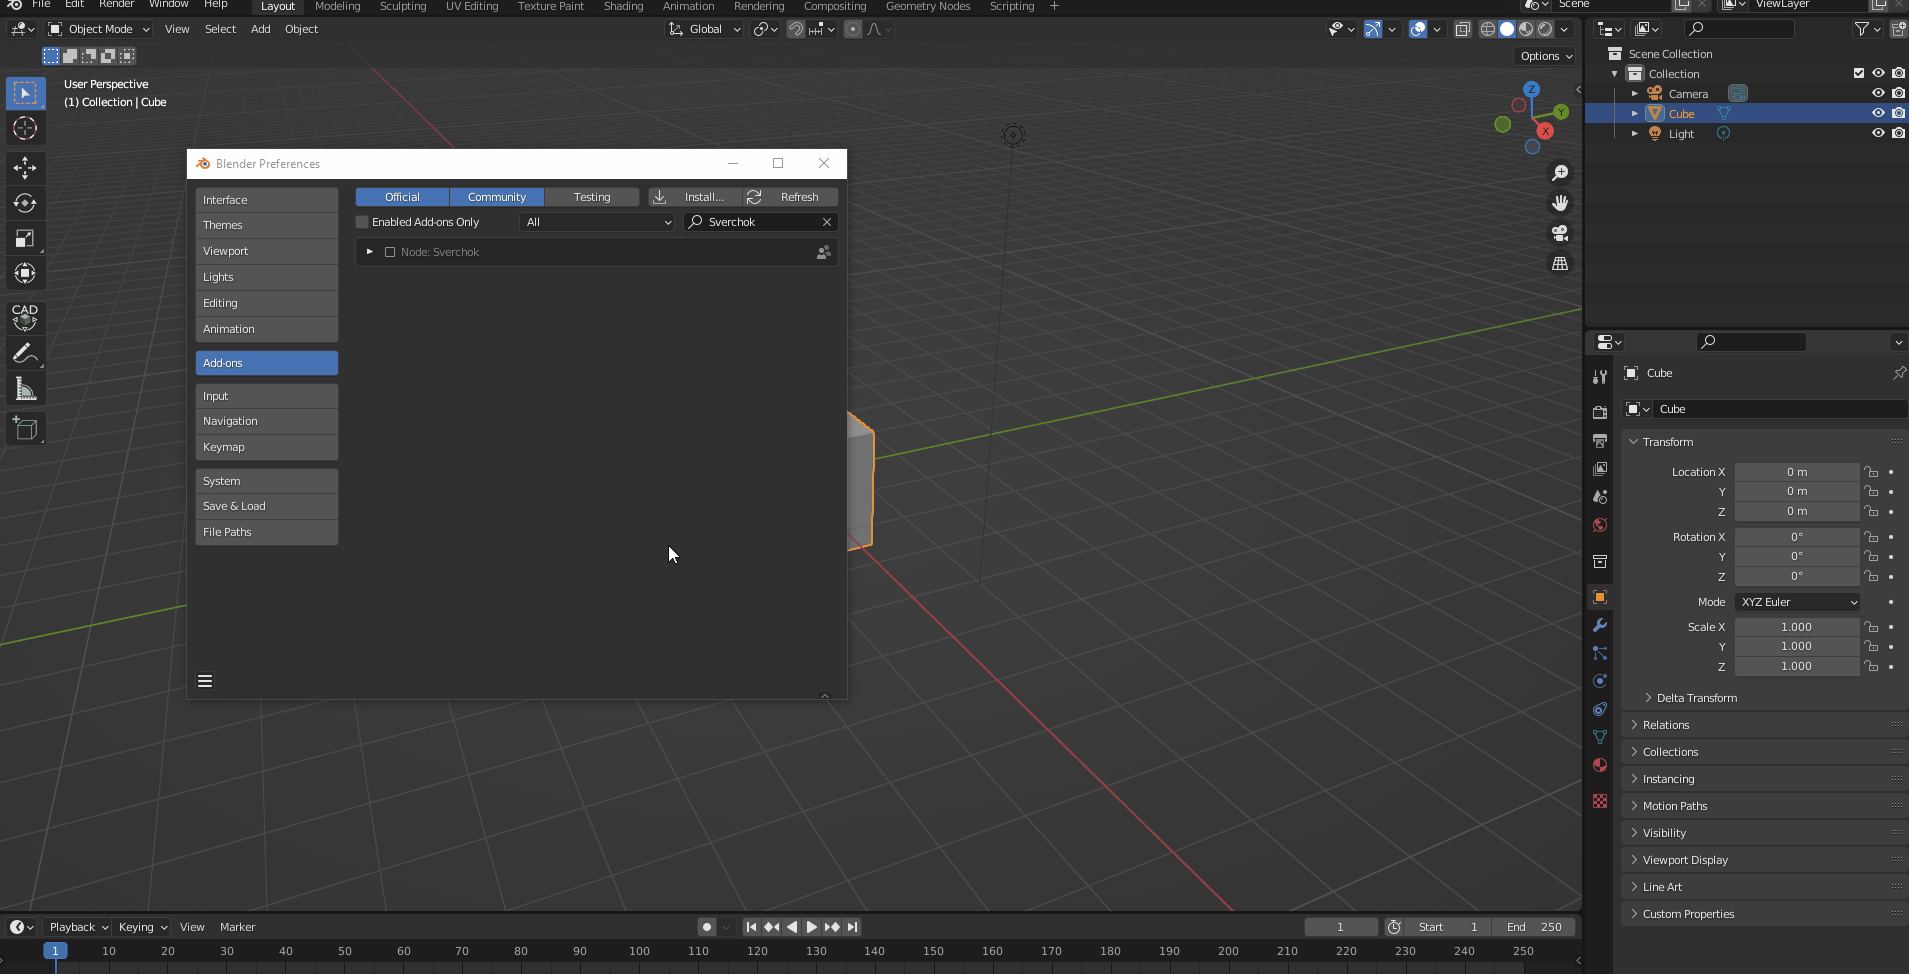 File Edit Render Window Help Layout Modeling Sculpting UV Editing Texture Paint Shading Animation Rendering Compositing Geometry Nodes Scripting + Scene ViewLayer
Object Mode View Select Add Object Global
Options
User Perspective
(1) Collection | Cube
Z
Y
X
CAD
Blender Preferences
Interface
Themes
Viewport
Lights
Editing
Animation
Add-ons
Input
Navigation
Keymap
System
Save & Load
File Paths
Official Community Testing Install... Refresh
Enabled Add-ons Only All Sverchok
Node: Sverchok
Scene Collection
Collection
Camera
Cube
Light
Cube
Cube
Transform
Location X 0 m
Y 0 m
Z 0 m
Rotation X 0°
Y 0°
Z 0°
Mode XYZ Euler
Scale X 1.000
Y 1.000
Z 1.000
Delta Transform
Relations
Collections
Instancing
Motion Paths
Visibility
Viewport Display
Line Art
Custom Properties
Playback Keying View Marker 1 Start 1 End 250
1 10 20 30 40 50 60 70 80 90 100 110 120 130 140 150 160 170 180 190 200 210 220 230 240 250